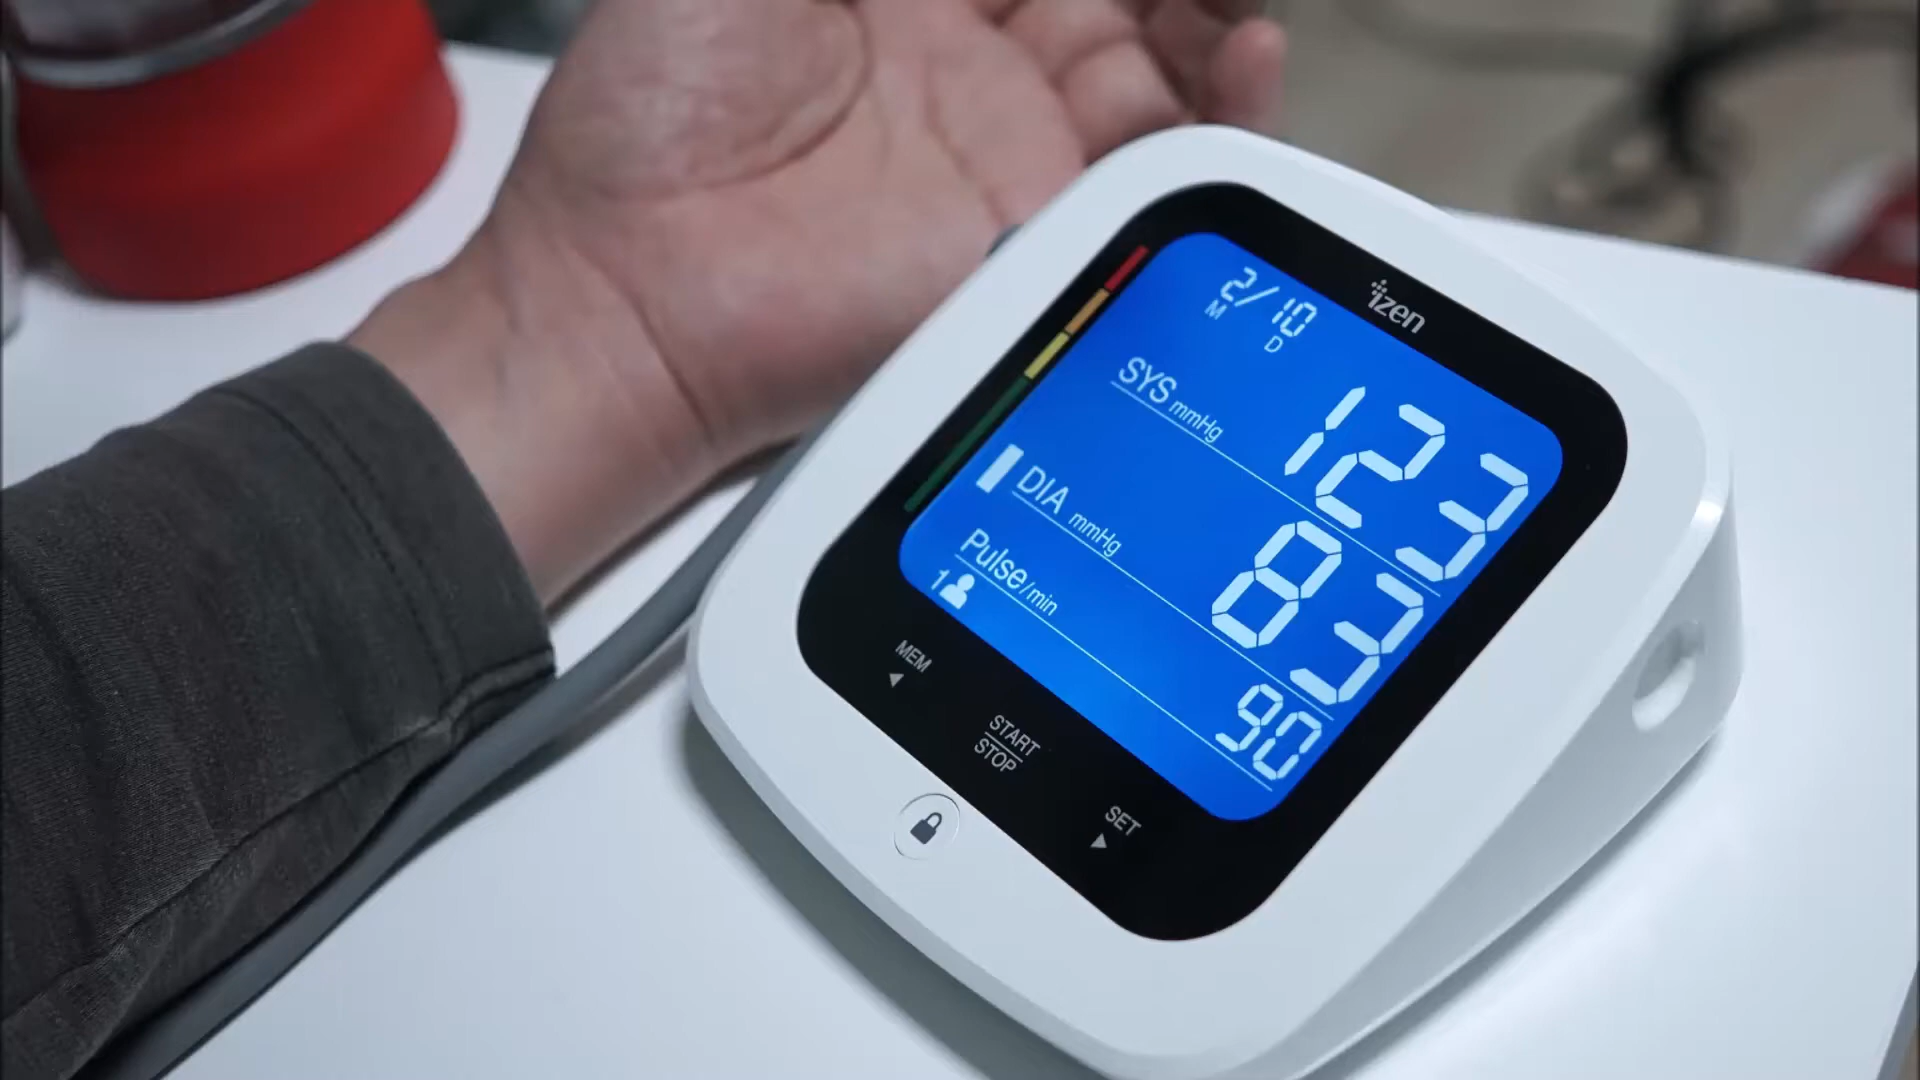 izen
2/10
M D
SYS mmHg 123
DIA mmHg 83
Pulse/min 90
1
MEM
START
STOP
SET